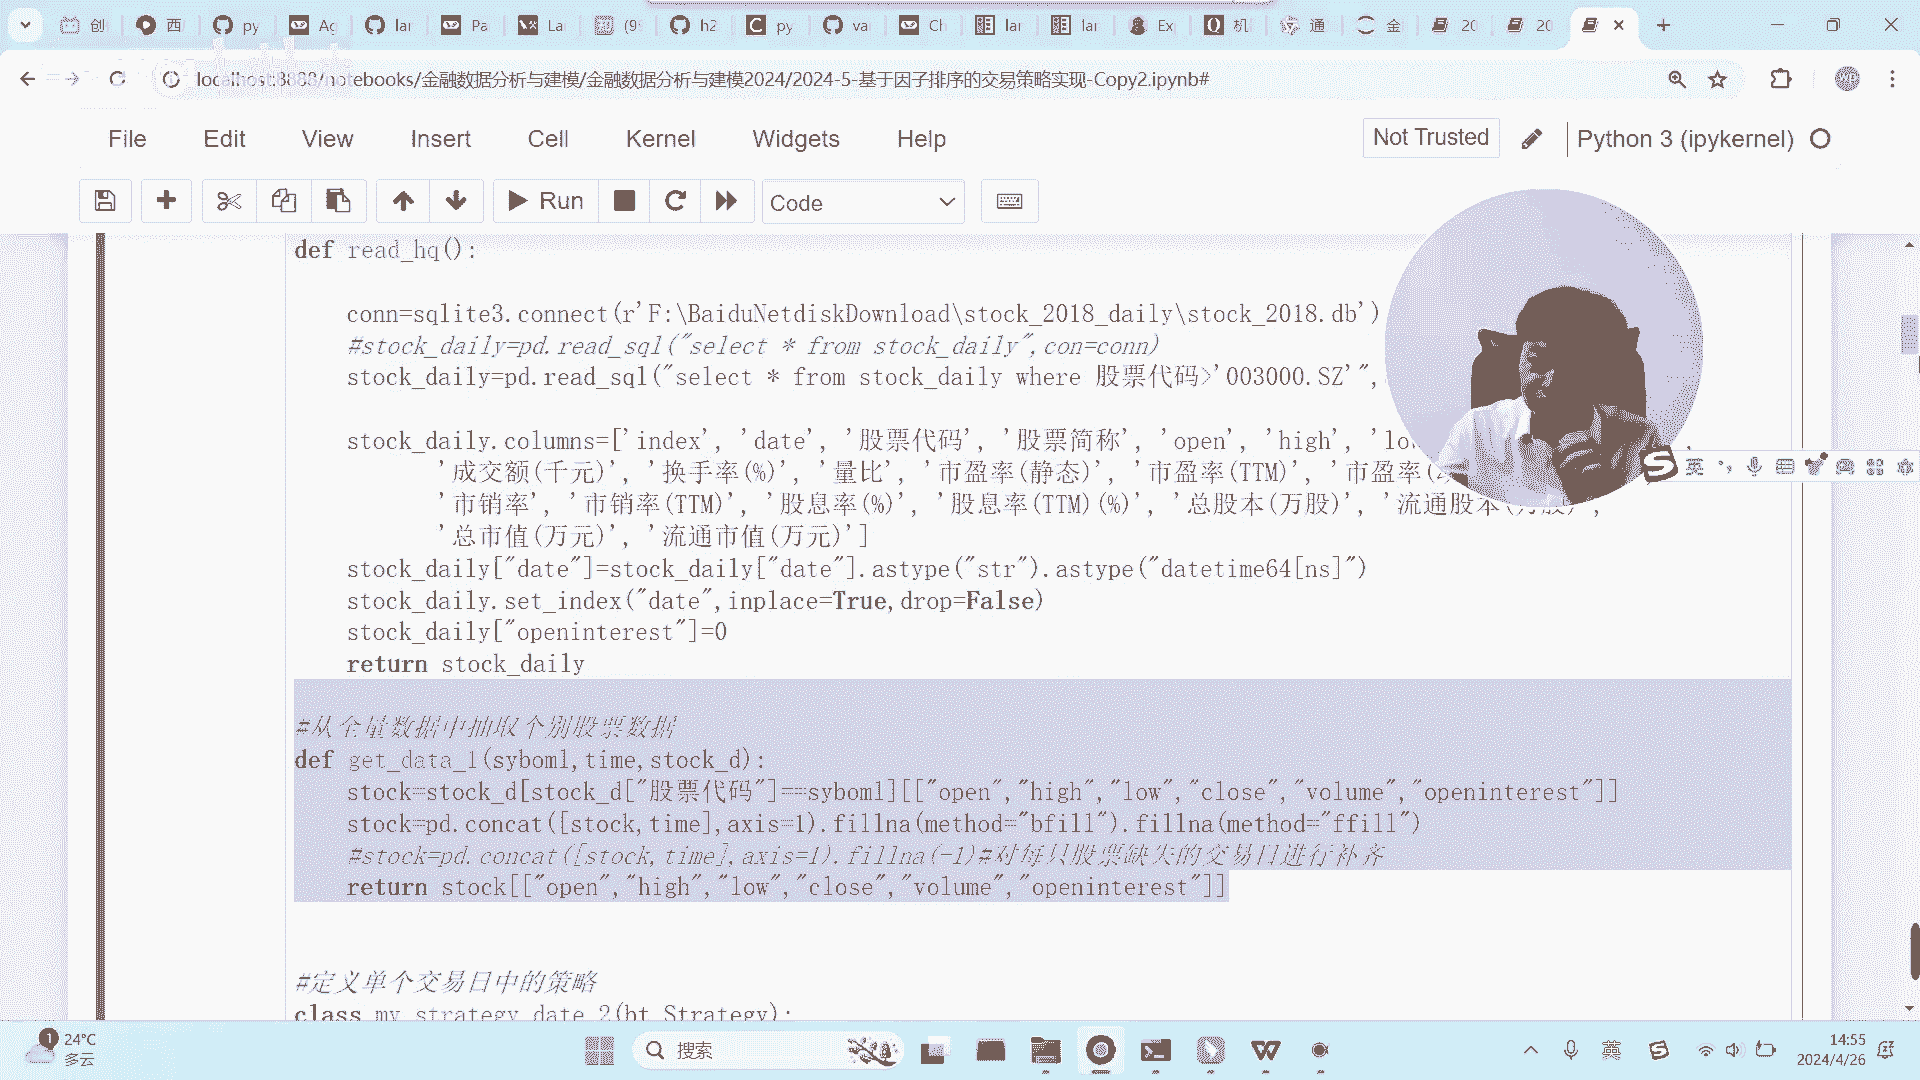 创
西
py
Ag
lar
Pa
La
(9
h2
py
va
Ch
lar
lar
Ex
机
通
金
20
20
localhost:8888/notebooks/金融数据分析与建模/金融数据分析与建模2024/2024-5-基于因子排序的交易策略实现-Copy2.ipynb#
File Edit View Insert Cell Kernel Widgets Help
Not Trusted
Python 3 (ipykernel)
Run
Code
def read_hq():
conn=sqlite3.connect(r'F:\BaiduNetdiskDownload\stock_2018_daily\stock_2018.db')
#stock_daily=pd.read_sql("select * from stock_daily",con=conn)
stock_daily=pd.read_sql("select * from stock_daily where 股票代码>'003000.SZ'",
stock_daily.columns=['index', 'date', '股票代码', '股票简称', 'open', 'high',
'成交额(千元)', '换手率(%)', '量比', '市盈率(静态)', '市盈率(TTM)',
'市销率', '市销率(TTM)', '股息率(%)', '股息率(TTM)(%)', '总股本(万股)', '流通股本(万股)',
'总市值(万元)', '流通市值(万元)']
stock_daily["date"]=stock_daily["date"].astype("str").astype("datetime64[ns]")
stock_daily.set_index("date",inplace=True,drop=False)
stock_daily["openinterest"]=0
return stock_daily
#从全量数据中抽取个别股票数据
def get_data_1(syboml,time,stock_d):
stock=stock_d[stock_d["股票代码"]==syboml][["open","high","low","close","volume","openinterest"]]
stock=pd.concat([stock,time],axis=1).fillna(method="bfill").fillna(method="ffill")
#stock=pd.concat([stock,time],axis=1).fillna(-1)#对每只股票缺失的交易日进行补齐
return stock[["open","high","low","close","volume","openinterest"]]
#定义单个交易日中的策略
class my_strategy_date_2(bt.Strategy):
英
1
24°C
多云
搜索
英
14:55
2024/4/26